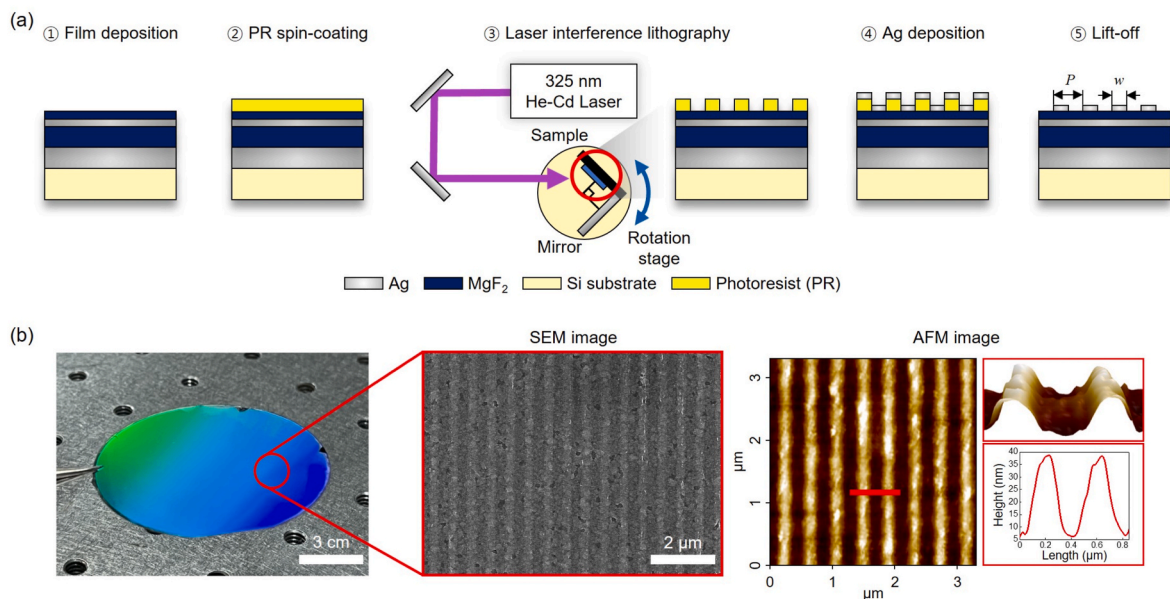 (a)
① Film deposition
② PR spin-coating
③ Laser interference lithography
④ Ag deposition
⑤ Lift-off
325 nm
He-Cd Laser
Sample
Mirror
Rotation
stage
P
w
Ag
MgF₂
Si substrate
Photoresist (PR)
(b)
SEM image
AFM image
3 cm
2 μm
3
2
1
0
μm
0
1
2
3
μm
40
35
30
25
20
15
10
5
Height (nm)
0
0.2
0.4
0.6
0.8
Length (μm)